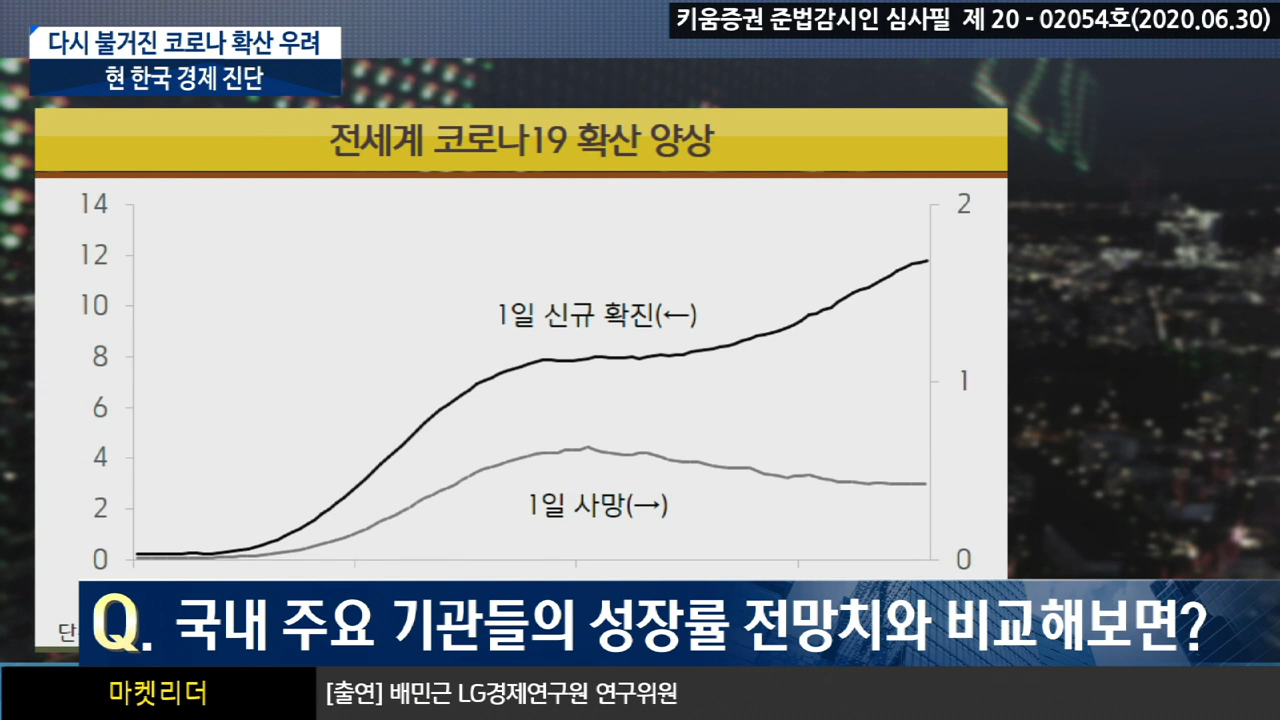 키움증권 준법감시인 심사필 제 20 - 02054호(2020.06.30)
다시 불거진 코로나 확산 우려
현 한국 경제 진단
전세계 코로나19 확산 양상
14
12
10
8
6
4
2
0
2
1
0
1일 신규 확진(←)
1일 사망(→)
단
Q. 국내 주요 기관들의 성장률 전망치와 비교해보면?
마켓리더
[출연] 배민근 LG경제연구원 연구위원